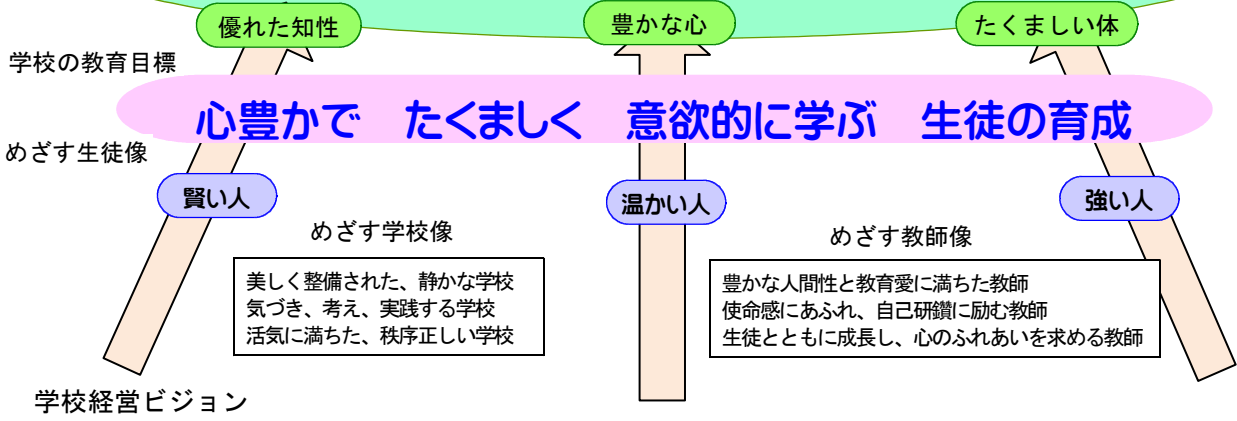 優れた知性
豊かな心
たくましい体
学校の教育目標
心豊かで　たくましく　意欲的に学ぶ　生徒の育成
めざす生徒像
賢い人
温かい人
強い人
めざす学校像
美しく整備された、静かな学校
気づき、考え、実践する学校
活気に満ちた、秩序正しい学校
めざす教師像
豊かな人間性と教育愛に満ちた教師
使命感にあふれ、自己研鑽に励む教師
生徒とともに成長し、心のふれあいを求める教師
学校経営ビジョン